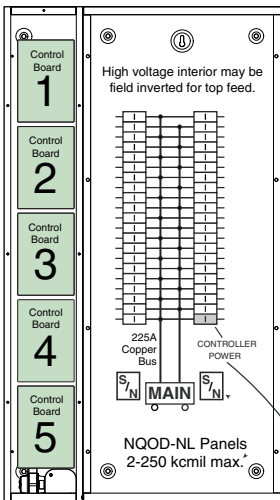 Control
Board
1
Control
Board
2
Control
Board
3
Control
Board
4
Control
Board
5
High voltage interior may be
field inverted for top feed.
225A
Copper
Bus
CONTROLLER
POWER
S/N
MAIN
S/N
NQOD-NL Panels
2-250 kcmil max.